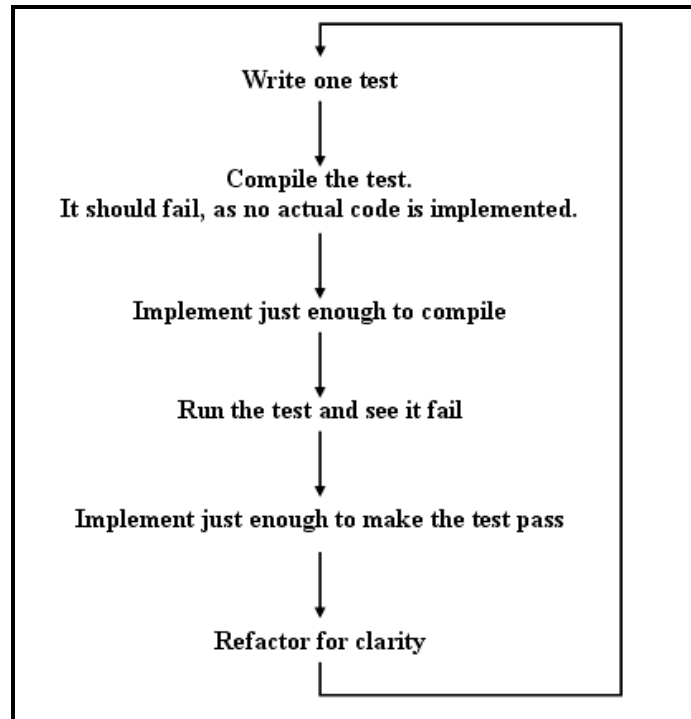 Write one test
Compile the test.
It should fail, as no actual code is implemented.
Implement just enough to compile
Run the test and see it fail
Implement just enough to make the test pass
Refactor for clarity